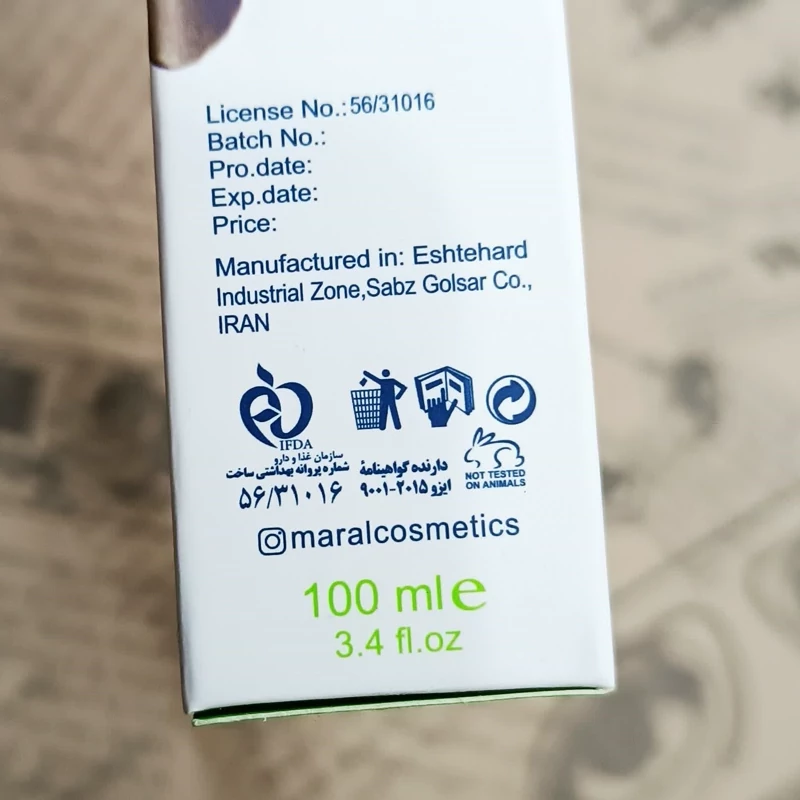 License No.: 56/31016
Batch No.:
Pro.date:
Exp.date:
Price:
Manufactured in: Eshtehard
Industrial Zone,Sabz Golsar Co.,
IRAN
IFDA
سازمان غذا و دارو
شماره پروانه بهداشتی ساخت
۵۶/۳۱۰۱۶
دارنده گواهینامهٔ
ایزو ۲۰۱۵-۹۰۰۱
NOT TESTED
ON ANIMALS
maralcosmetics
100 ml e
3.4 fl.oz